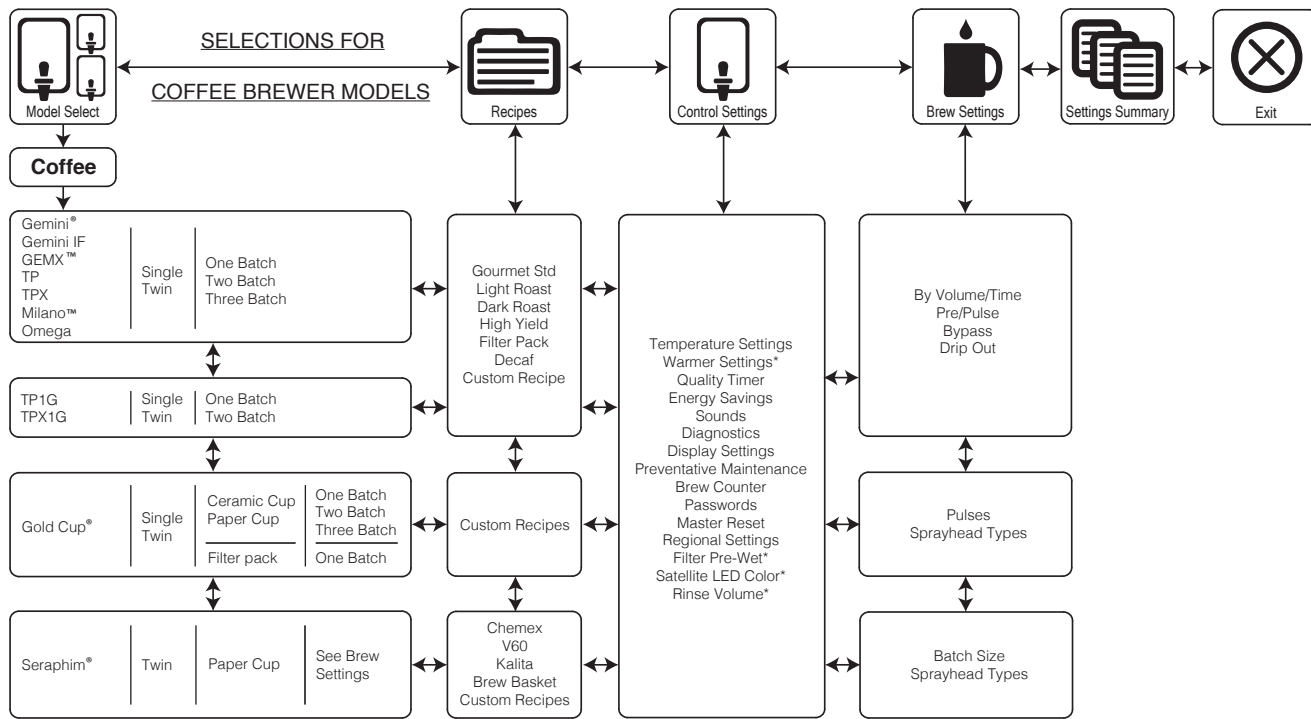 SELECTIONS FOR
COFFEE BREWER MODELS
Model Select
Recipes
Control Settings
Brew Settings
Settings Summary
Exit
Coffee
Gemini®
Gemini IF
GEMX™
TP
TPX
Milano™
Omega
Single
Twin
One Batch
Two Batch
Three Batch
Gourmet Std
Light Roast
Dark Roast
High Yield
Filter Pack
Decaf
Custom Recipe
Temperature Settings
Warmer Settings*
Quality Timer
Energy Savings
Sounds
Diagnostics
Display Settings
Preventative Maintenance
Brew Counter
Passwords
Master Reset
Regional Settings
Filter Pre-Wet*
Satellite LED Color*
Rinse Volume*
By Volume/Time
Pre/Pulse
Bypass
Drip Out
TP1G
TPX1G
Single
Twin
One Batch
Two Batch
Gold Cup®
Single
Twin
Ceramic Cup
Paper Cup
Filter pack
One Batch
Two Batch
Three Batch
One Batch
Custom Recipes
Pulses
Sprayhead Types
Seraphim®
Twin
Paper Cup
See Brew
Settings
Chemex
V60
Kalita
Brew Basket
Custom Recipes
Batch Size
Sprayhead Types